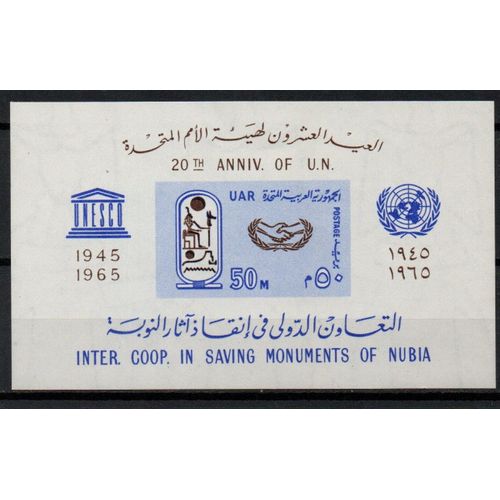 العيد العشرون لهيئة الأمم المتحدة
20TH ANNIV. OF U.N.
UNESCO
1945
1965
UAR الجمهورية العربية المتحدة
POSTAGE بريد
50 M
٥٠ م
١٩٤٥
١٩٦٥
التعاون الدولى فى إنقاذ آثار النوبة
INTER. COOP. IN SAVING MONUMENTS OF NUBIA